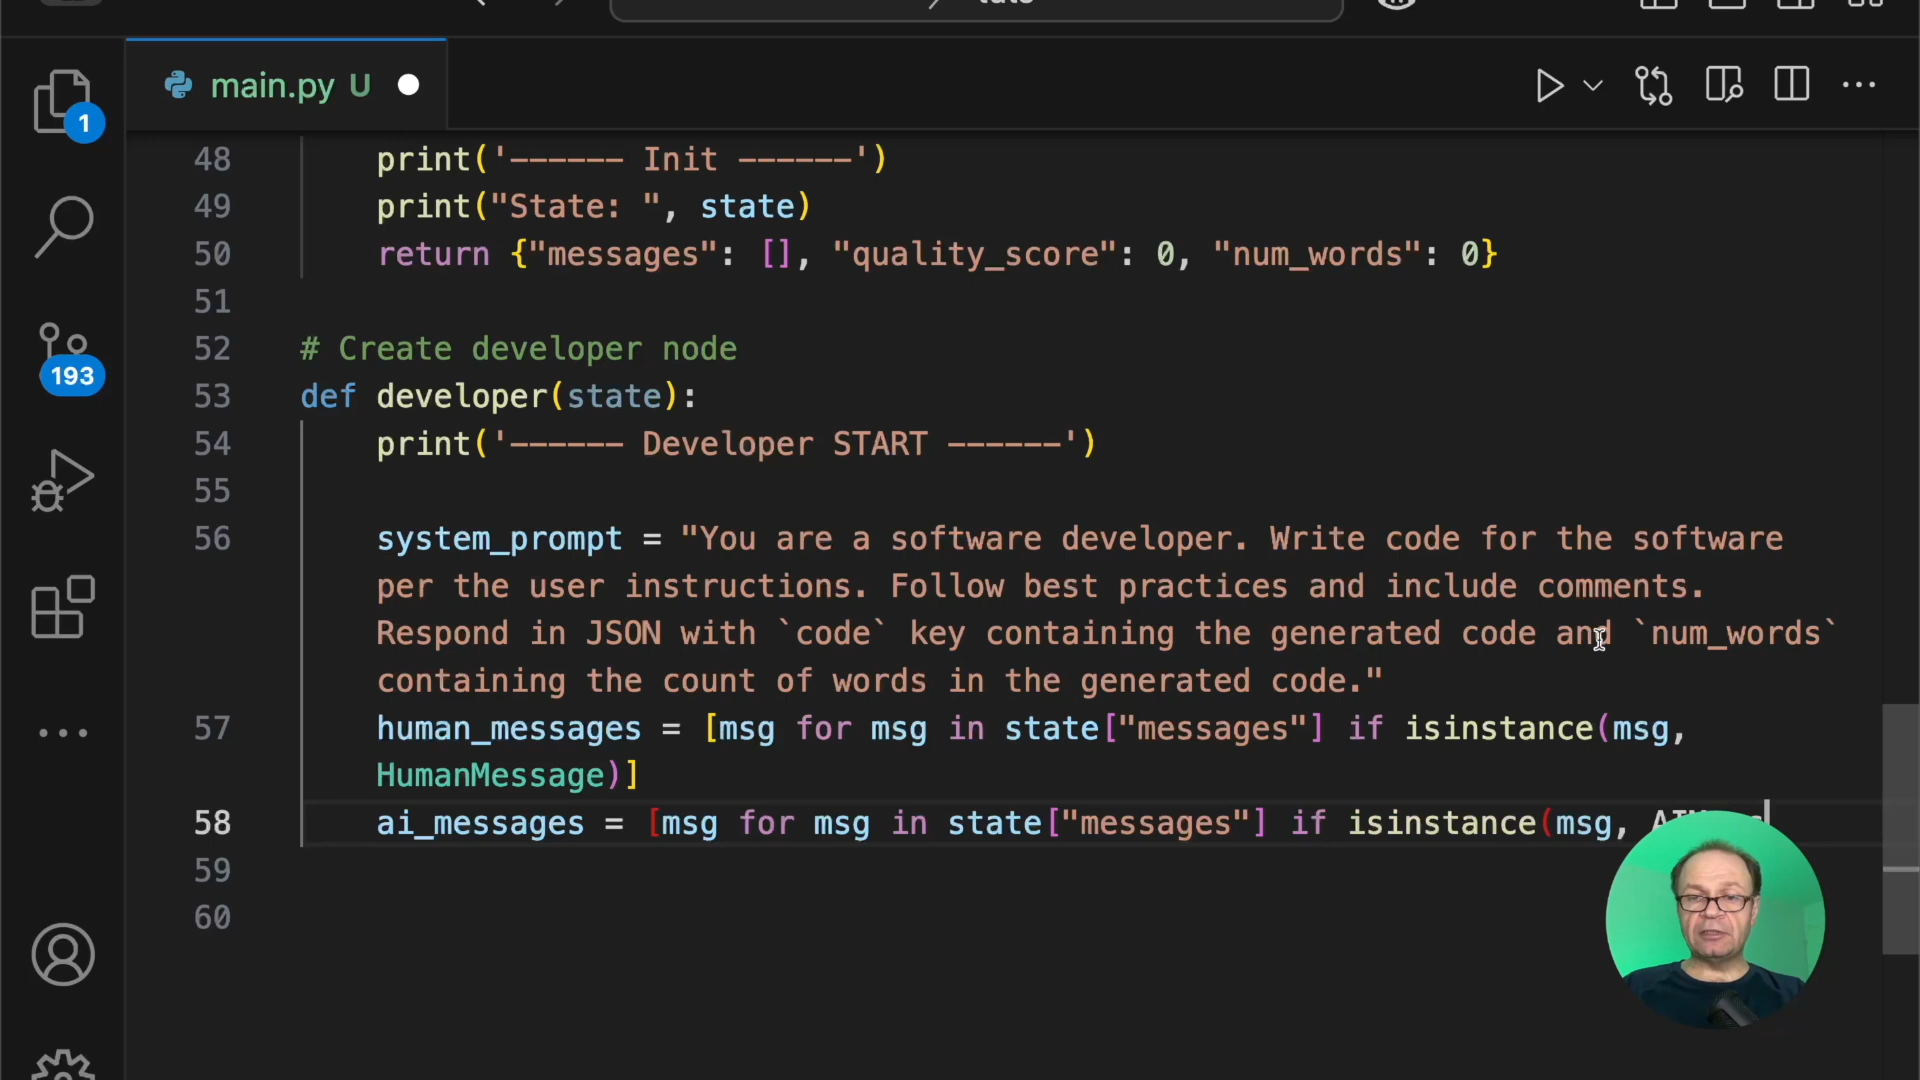 main.py U
1
193
48 print('------ Init ------')
49 print("State: ", state)
50 return {"messages": [], "quality_score": 0, "num_words": 0}
51
52 # Create developer node
53 def developer(state):
54 print('------ Developer START ------')
55
56 system_prompt = "You are a software developer. Write code for the software
per the user instructions. Follow best practices and include comments.
Respond in JSON with `code` key containing the generated code and `num_words`
containing the count of words in the generated code."
57 human_messages = [msg for msg in state["messages"] if isinstance(msg,
HumanMessage)]
58 ai_messages = [msg for msg in state["messages"] if isinstance(msg,
59
60